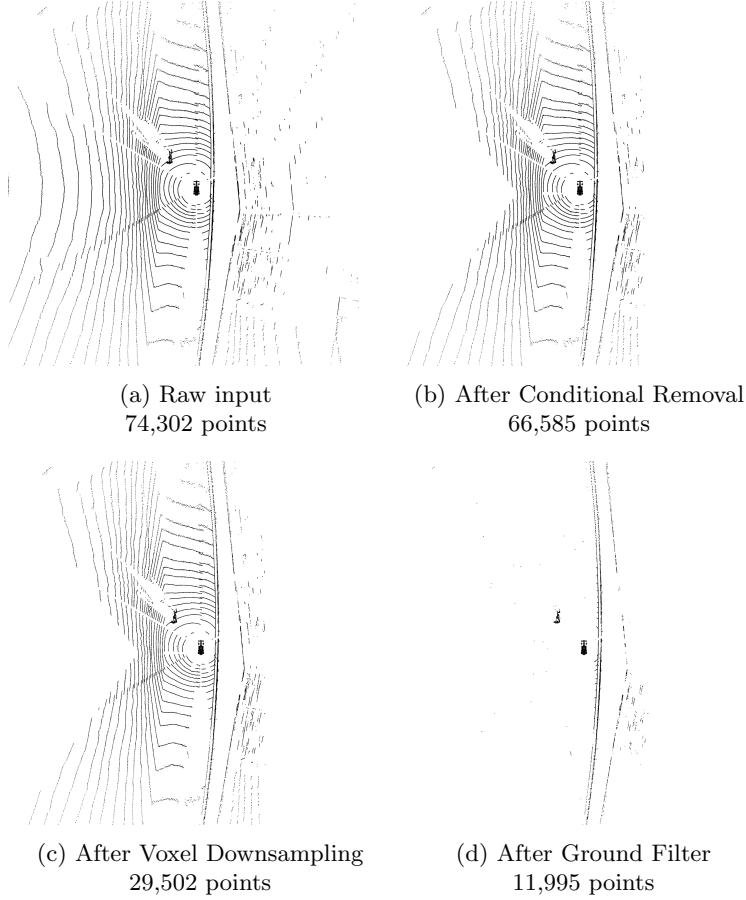 (a) Raw input
74,302 points
(b) After Conditional Removal
66,585 points
(c) After Voxel Downsampling
29,502 points
(d) After Ground Filter
11,995 points